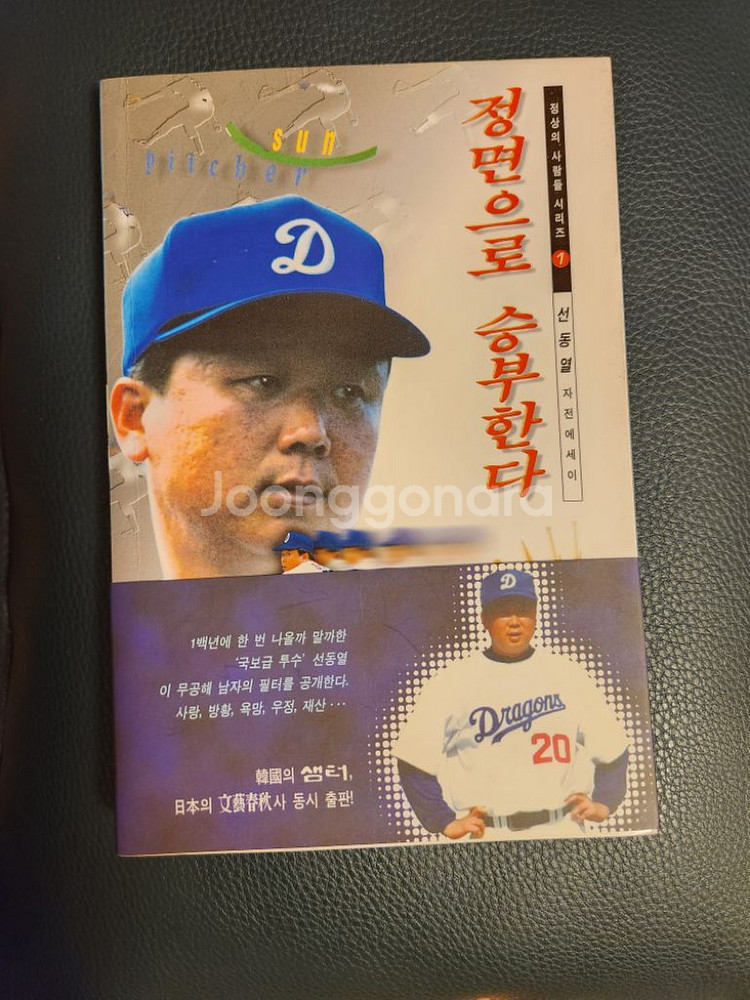 sun
Pitcher
D
정면으로 승부한다
정상의 사람들 시리즈 1
선동열 자전에세이
Joonggonara
1백년에 한 번 나올까 말까한
'국보급 투수' 선동열
이 무공해 남자의 필터를 공개한다.
사랑, 방황, 욕망, 우정, 재산…
韓國의 샘터,
日本의 文藝春秋사 동시 출판!
D
Dragons
20